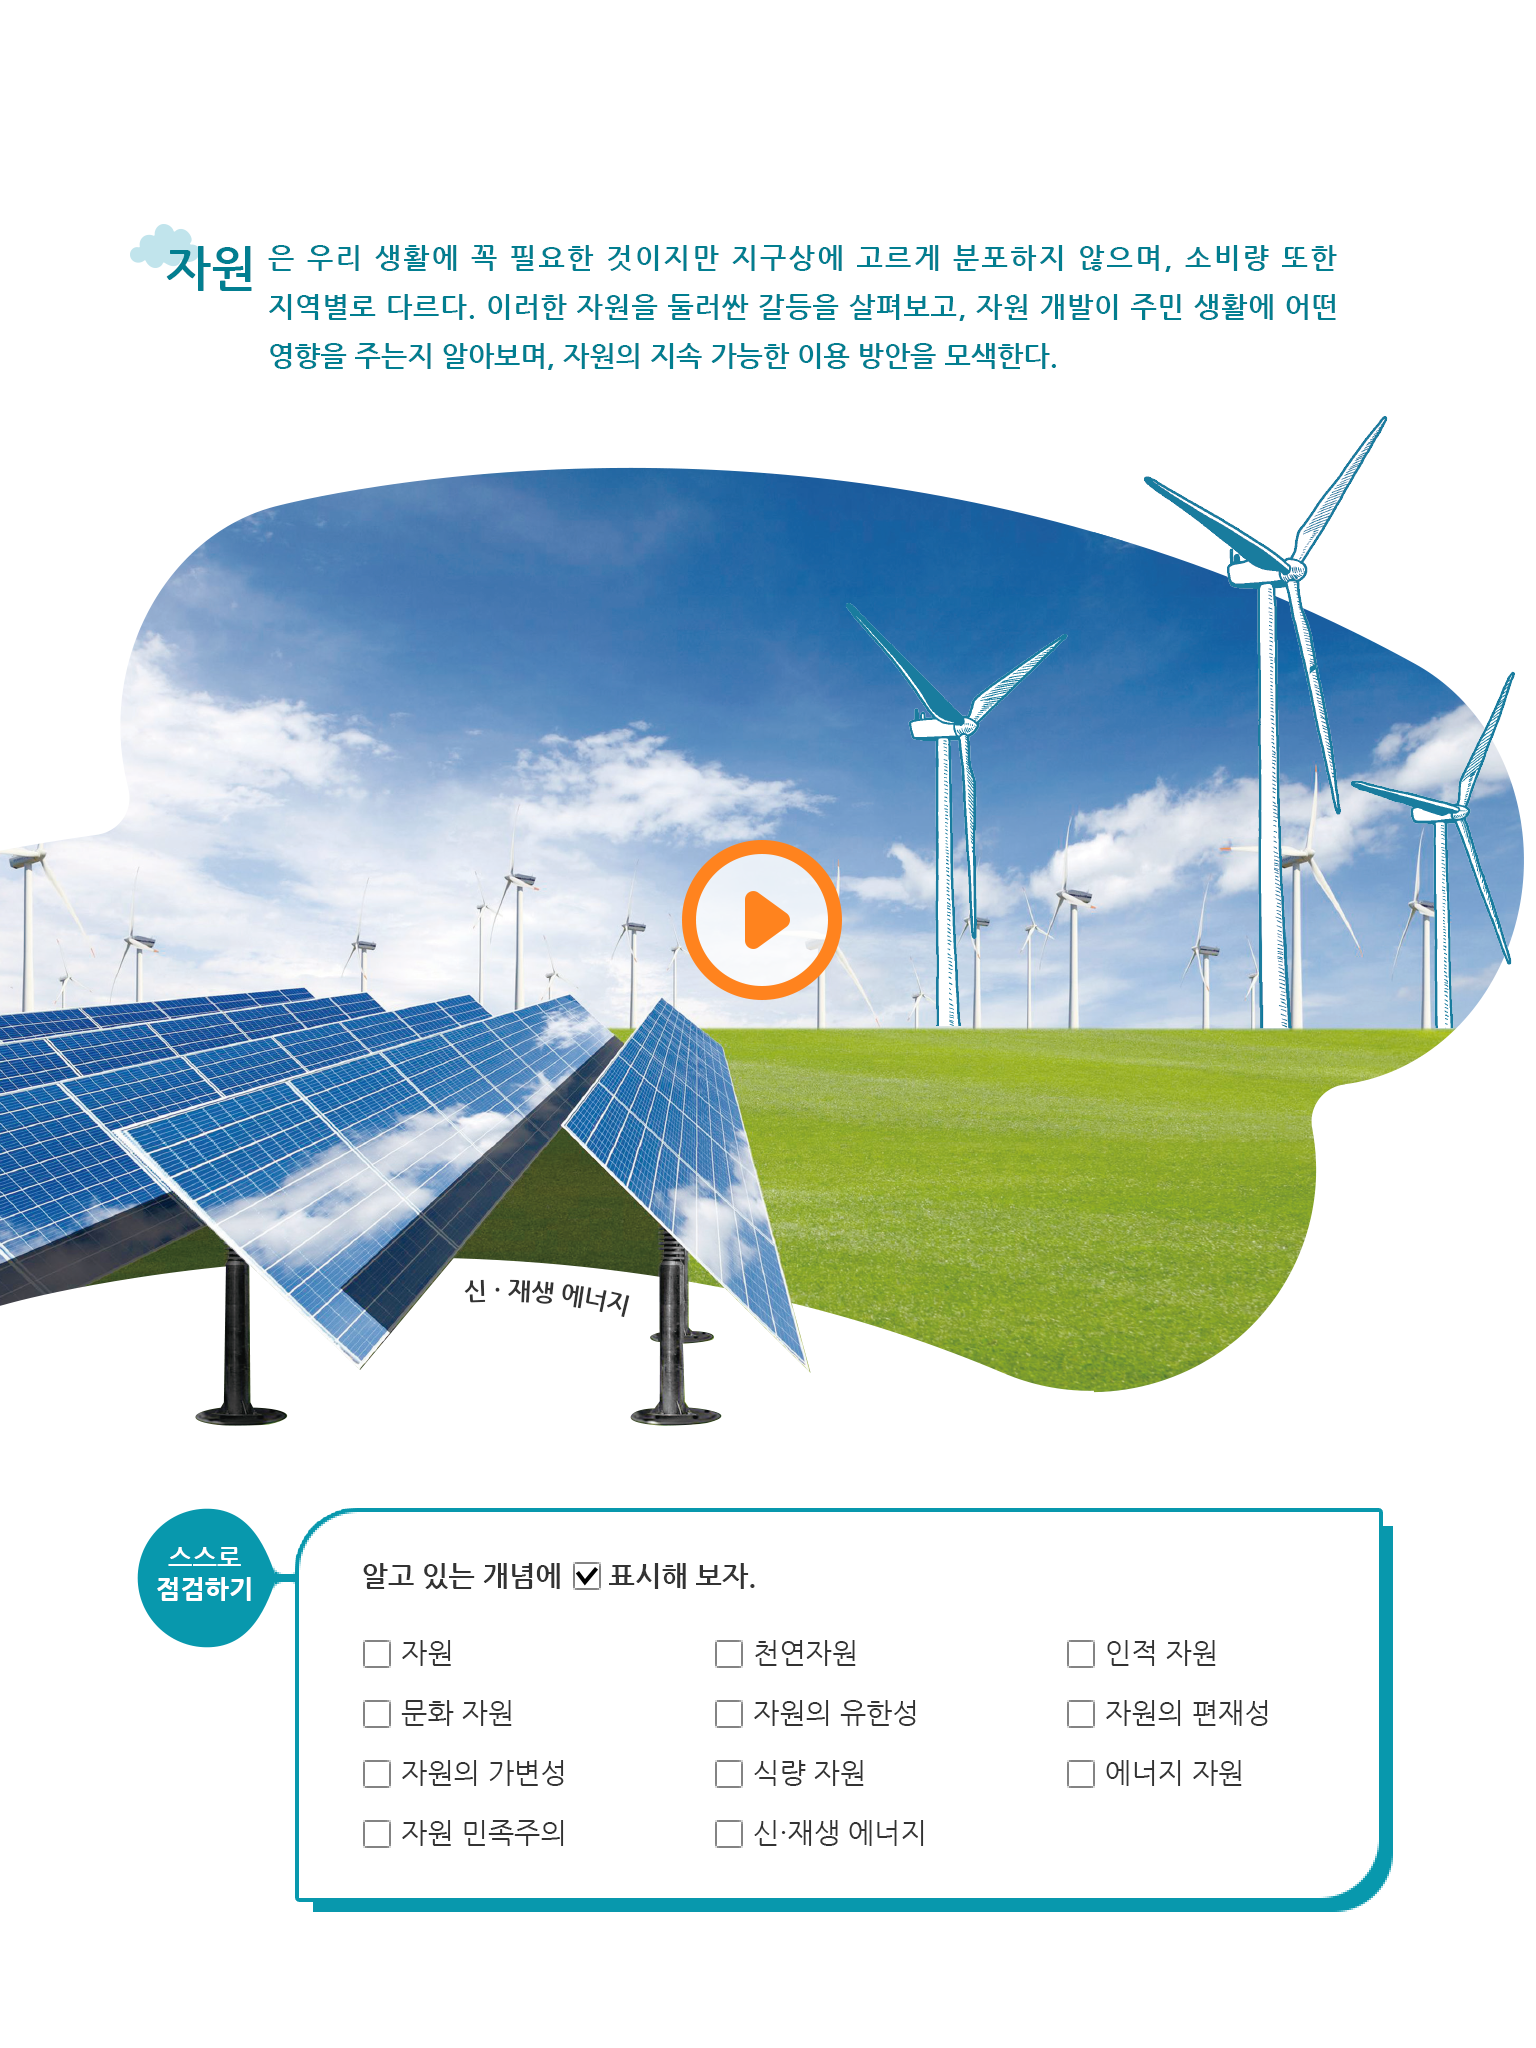 자원은 우리 생활에 꼭 필요한 것이지만 지구상에 고르게 분포하지 않으며, 소비량 또한
지역별로 다르다. 이러한 자원을 둘러싼 갈등을 살펴보고, 자원 개발이 주민 생활에 어떤
영향을 주는지 알아보며, 자원의 지속 가능한 이용 방안을 모색한다.
신 · 재생 에너지
스스로
점검하기
알고 있는 개념에 ☑ 표시해 보자.
☐ 자원 ☐ 천연자원 ☐ 인적 자원
☐ 문화 자원 ☐ 자원의 유한성 ☐ 자원의 편재성
☐ 자원의 가변성 ☐ 식량 자원 ☐ 에너지 자원
☐ 자원 민족주의 ☐ 신·재생 에너지